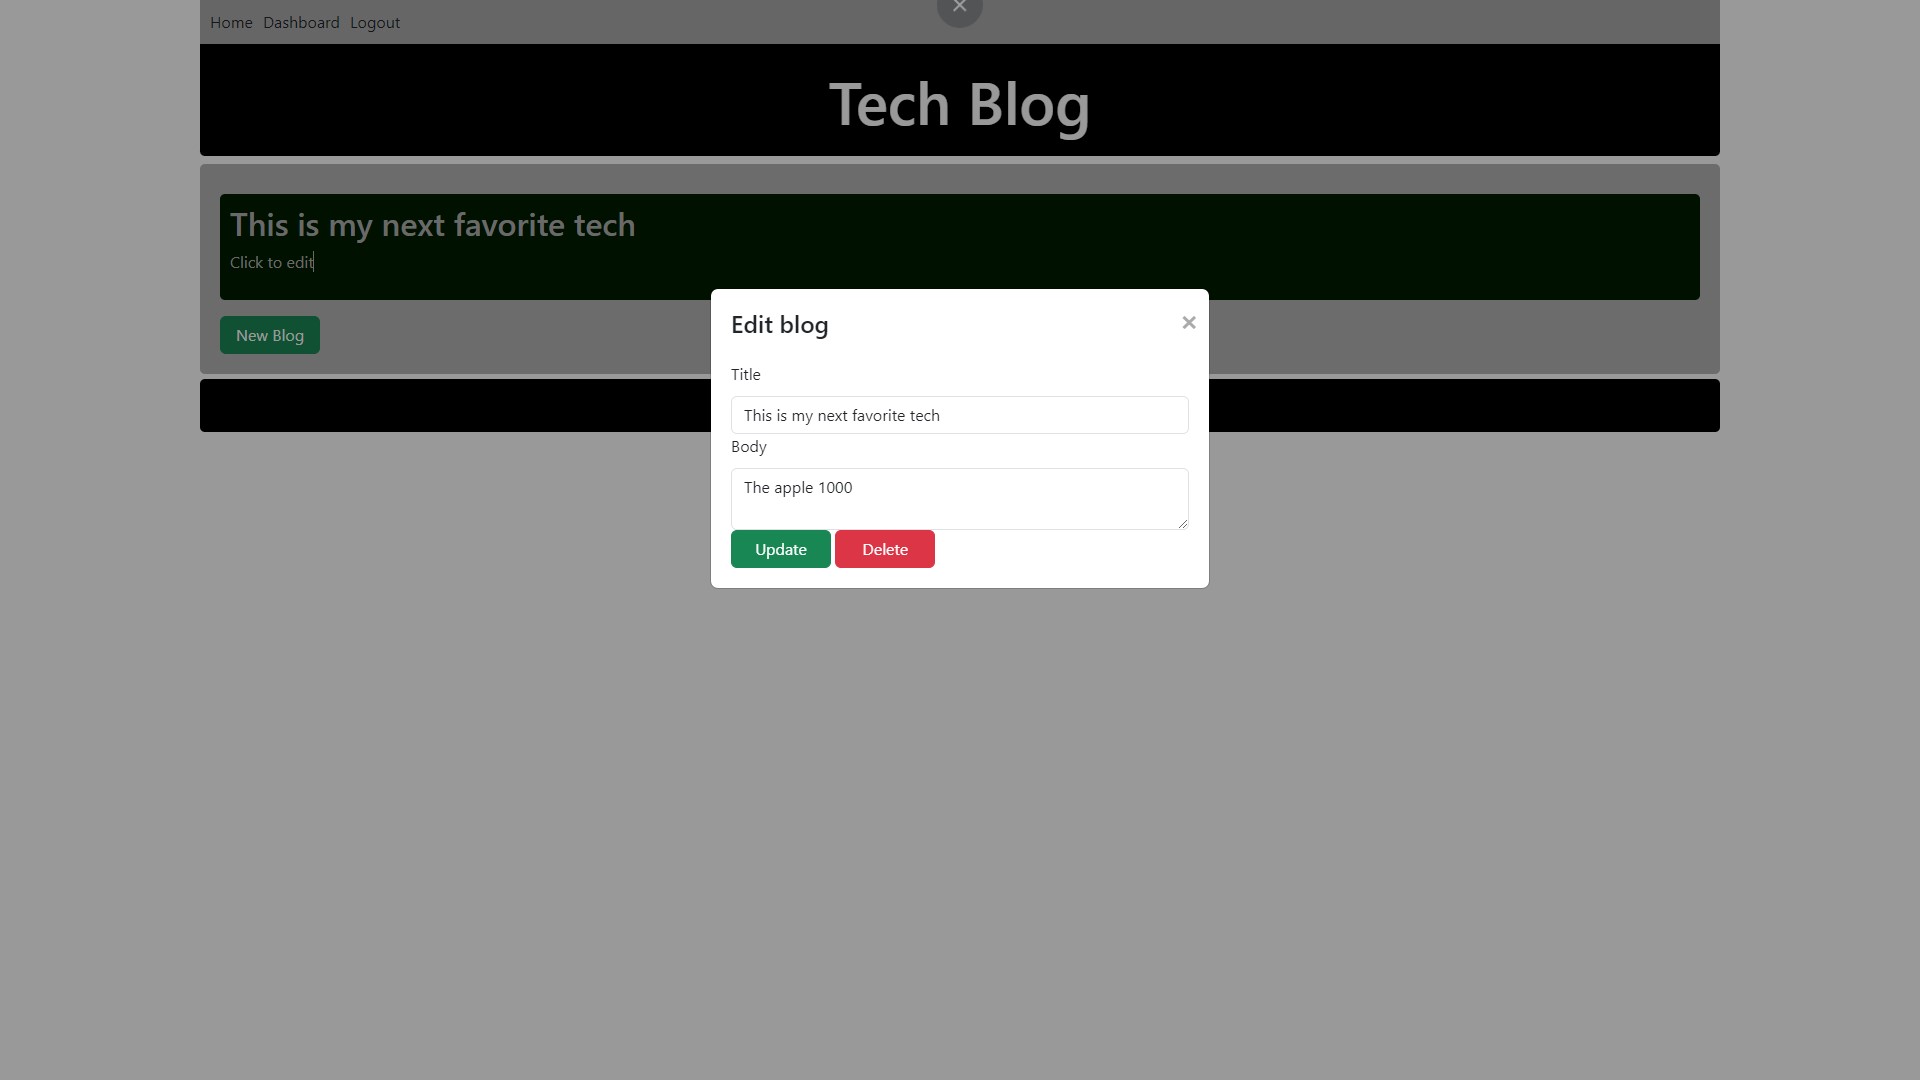 Home Dashboard Logout
Tech Blog
This is my next favorite tech
Click to edit
New Blog
Edit blog
Title
This is my next favorite tech
Body
The apple 1000
Update Delete